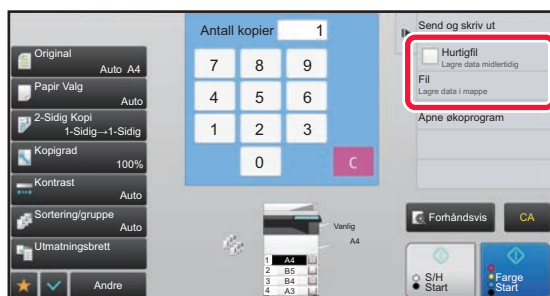 Antall kopier 1
Original
Auto A4
Papir Valg
Auto
2-Sidig Kopi
1-Sidig→1-Sidig
Kopigrad
100%
Kontrast
Auto
Sortering/gruppe
Auto
Utmatningsbrett
Andre
7 8 9
4 5 6
1 2 3
0 C
Vanlig
A4
1 A4
2 B5
3 B4
4 A3
Send og skriv ut
Hurtigfil
Lagre data midlertidig
Fil
Lagre data i mappe
Apne økoprogram
Forhåndsvis
CA
S/H
Start
Farge
Start